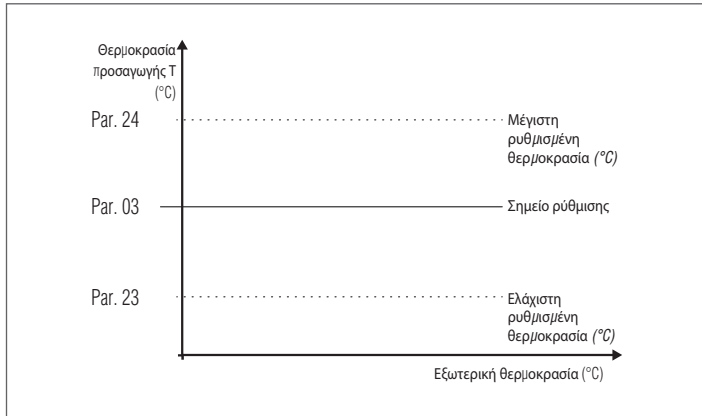 Θερμοκρασία
προσαγωγής T
(°C)
Par. 24
Μέγιστη
ρυθμισμένη
θερμοκρασία (°C)
Par. 03
Σημείο ρύθμισης
Par. 23
Ελάχιστη
ρυθμισμένη
θερμοκρασία (°C)
Εξωτερική θερμοκρασία (°C)